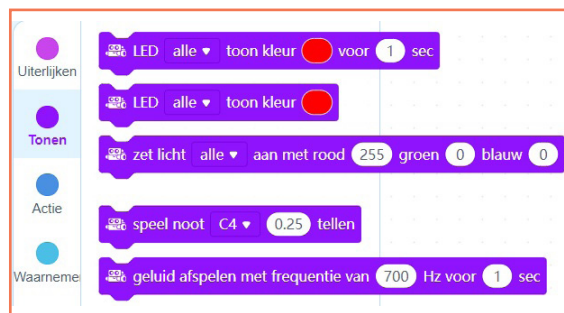 Uiterlijken
Tonen
Actie
Waarneme
LED alle toon kleur voor 1 sec
LED alle toon kleur
zet licht alle aan met rood 255 groen 0 blauw 0
speel noot C4 0.25 tellen
geluid afspelen met frequentie van 700 Hz voor 1 sec